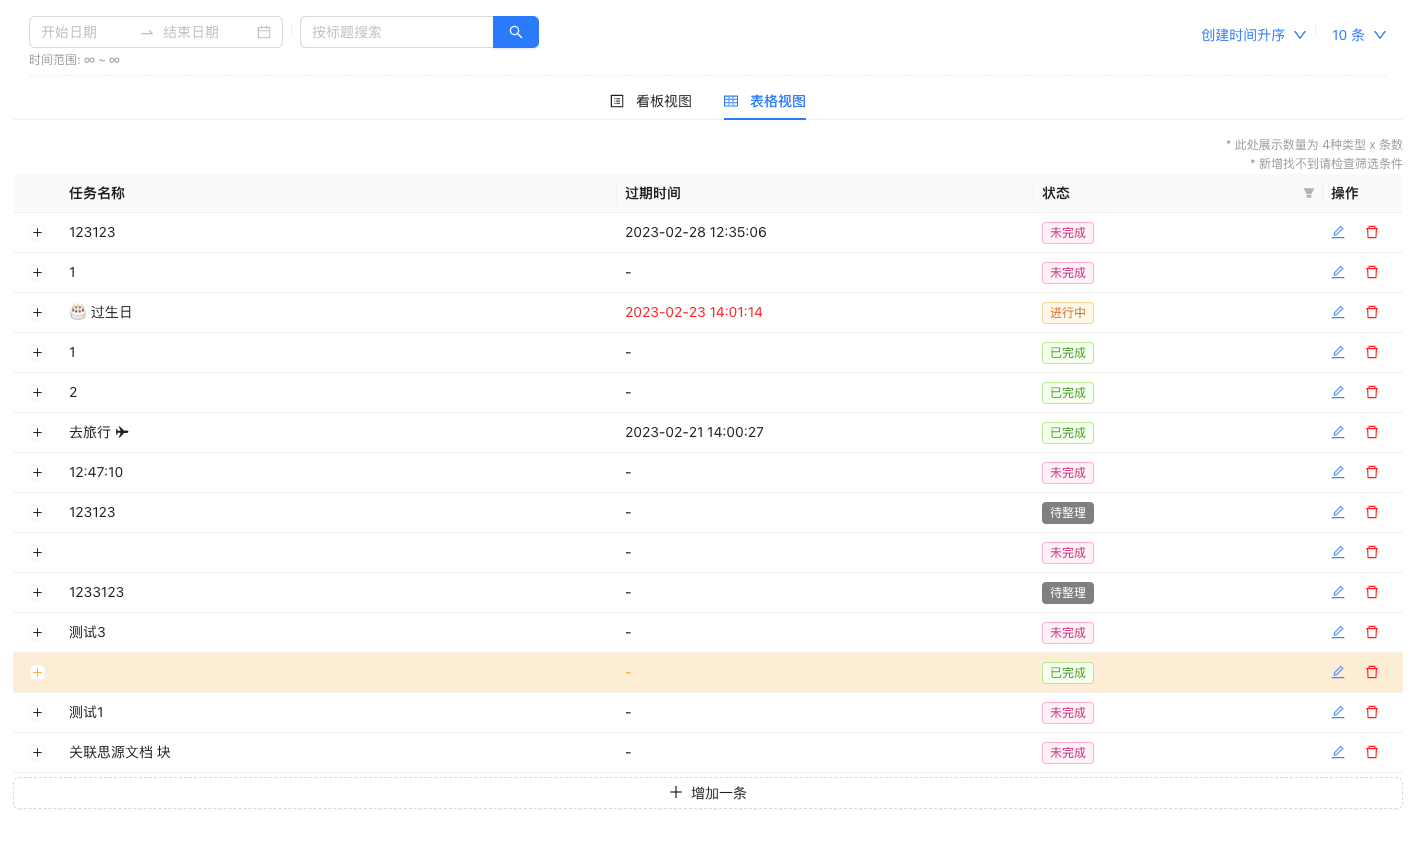 开始日期 → 结束日期 按标题搜索 创建时间升序 10 条
时间范围: ∞ ~ ∞
看板视图 表格视图
* 此处展示数量为 4种类型 x 条数
* 新增找不到请检查筛选条件
任务名称 过期时间 状态 操作
123123 2023-02-28 12:35:06 未完成
1 - 未完成
🎂 过生日 2023-02-23 14:01:14 进行中
1 - 已完成
2 - 已完成
去旅行 ✈ 2023-02-21 14:00:27 已完成
12:47:10 - 未完成
123123 - 待整理
- 未完成
1233123 - 待整理
测试3 - 未完成
- 已完成
测试1 - 未完成
关联思源文档 块 - 未完成
+ 增加一条